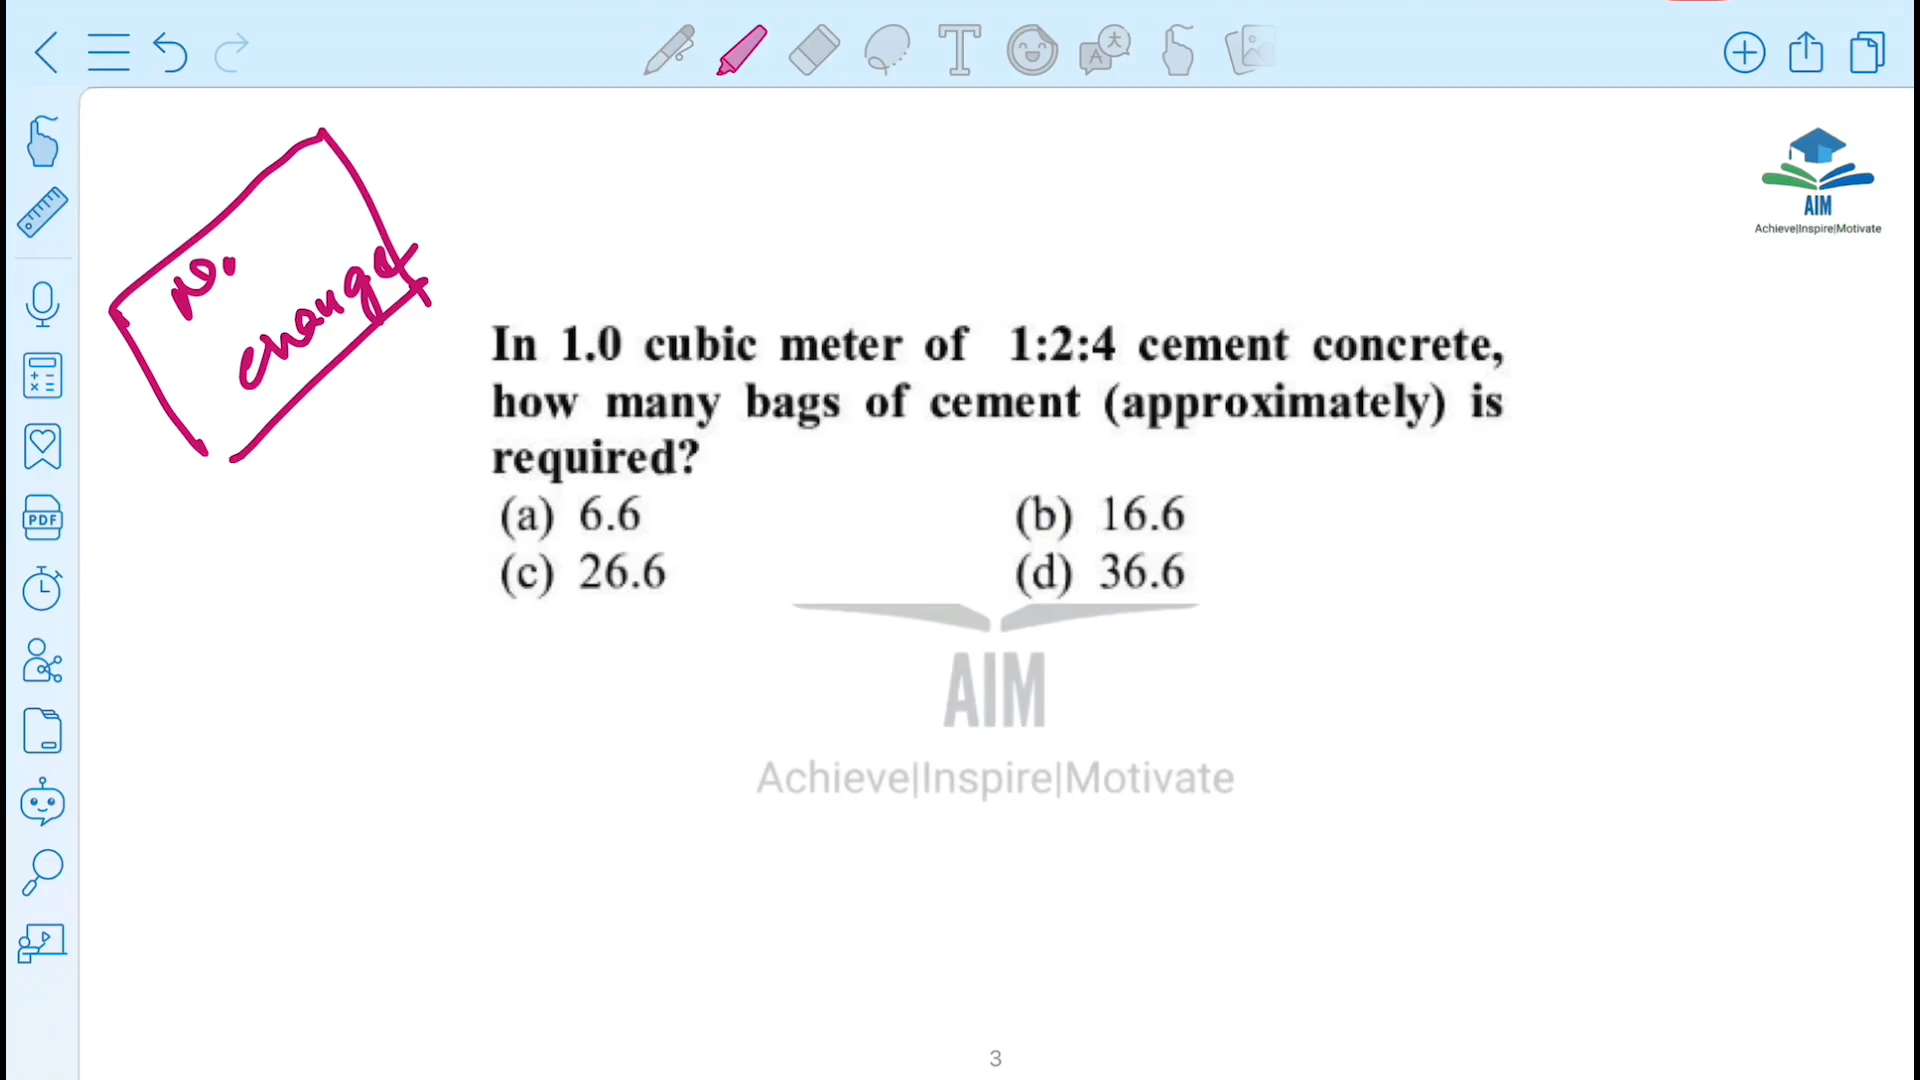 AIM
Achieve|Inspire|Motivate
No.
change
In 1.0 cubic meter of 1:2:4 cement concrete,
how many bags of cement (approximately) is
required?
(a) 6.6 (b) 16.6
(c) 26.6 (d) 36.6
AIM
Achieve|Inspire|Motivate
PDF
3